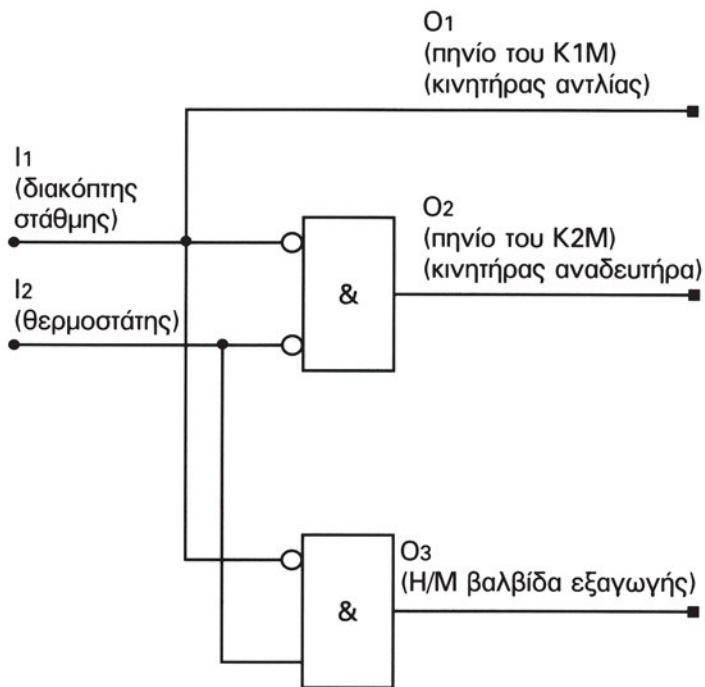 O1
(πηνίο του K1M)
(κινητήρας αντλίας)
I1
(διακόπτης
στάθμης)
O2
(πηνίο του K2M)
(κινητήρας αναδευτήρα)
&
I2
(θερμοστάτης)
O3
(Η/Μ βαλβίδα εξαγωγής)
&